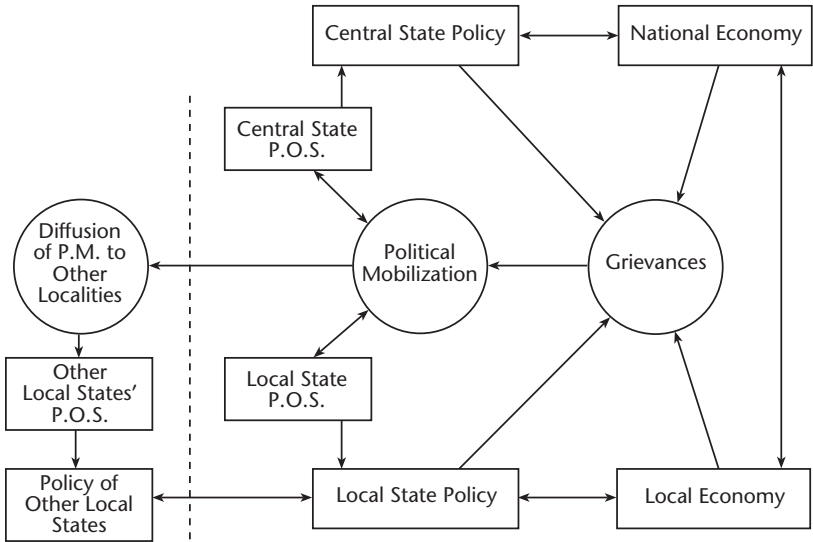 Central State Policy
National Economy
Central State
P.O.S.
Diffusion
of P.M. to
Other
Localities
Political
Mobilization
Grievances
Other
Local States’
P.O.S.
Local State
P.O.S.
Policy of
Other Local
States
Local State Policy
Local Economy